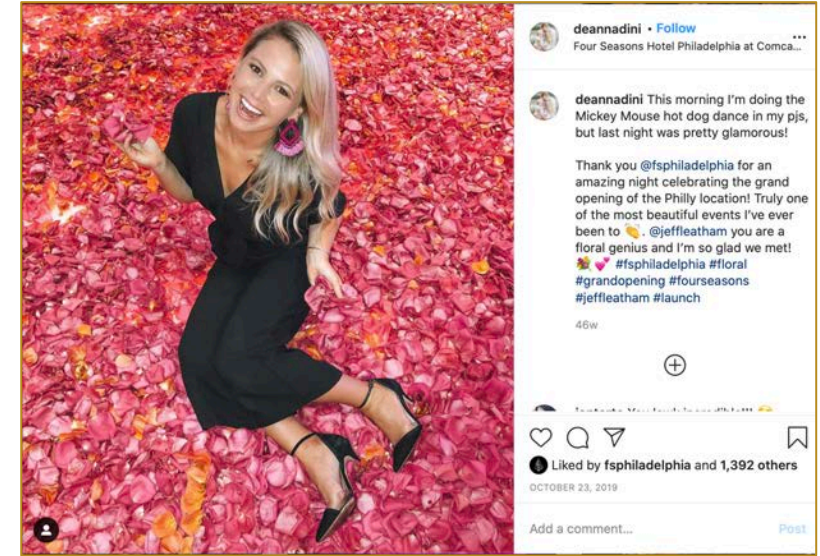 deannadini • Follow
Four Seasons Hotel Philadelphia at Comca...
deannadini This morning I'm doing the
Mickey Mouse hot dog dance in my pjs,
but last night was pretty glamorous!
Thank you @fsphiladelphia for an
amazing night celebrating the grand
opening of the Philly location! Truly one
of the most beautiful events I've ever
been to 👏. @jeffleatham you are a
floral genius and I'm so glad we met!
💐💕 #fsphiladelphia #floral
#grandopening #fourseasons
#jeffleatham #launch
46w
Liked by fsphiladelphia and 1,392 others
OCTOBER 23, 2019
Add a comment... Post